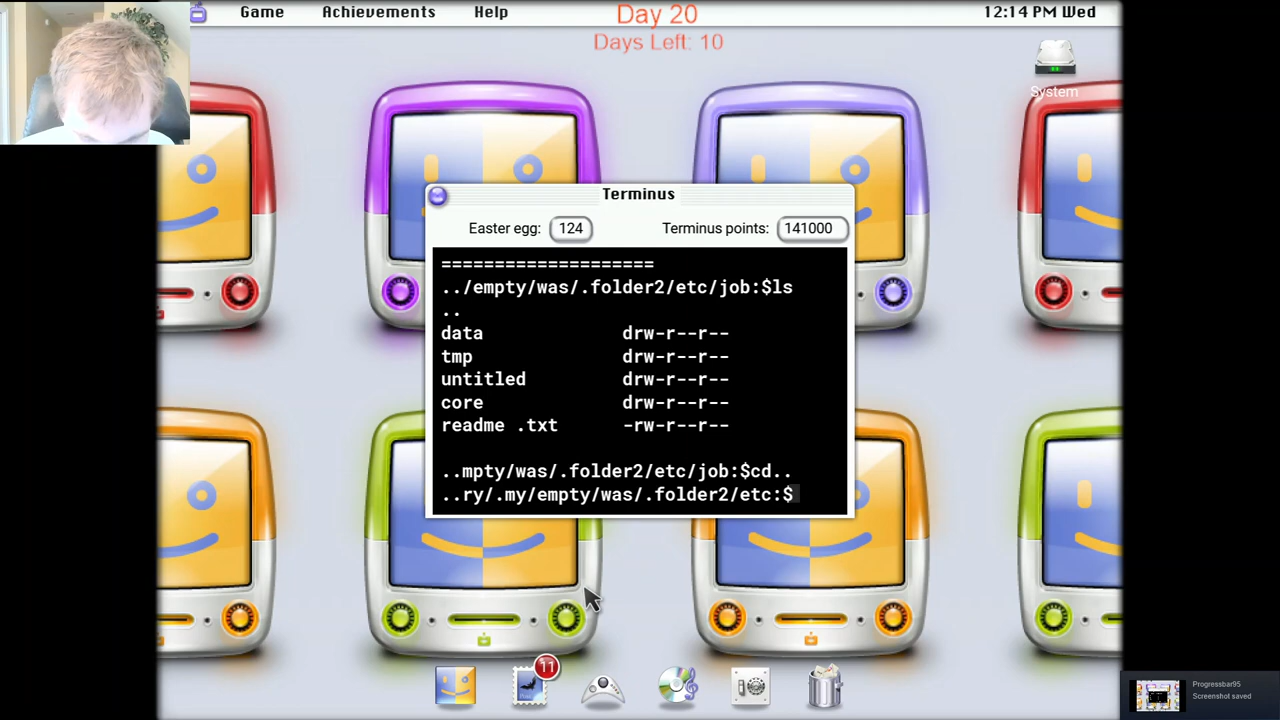 Game Achievements Help
Day 20
Days Left: 10
12:14 PM Wed
System
Terminus
Easter egg: 124 Terminus points: 141000
====================
../empty/was/.folder2/etc/job:$ls
..
data drw-r--r--
tmp drw-r--r--
untitled drw-r--r--
core drw-r--r--
readme .txt -rw-r--r--
..mpty/was/.folder2/etc/job:$cd..
..ry/.my/empty/was/.folder2/etc:$
11
Progressbar95
Screenshot saved